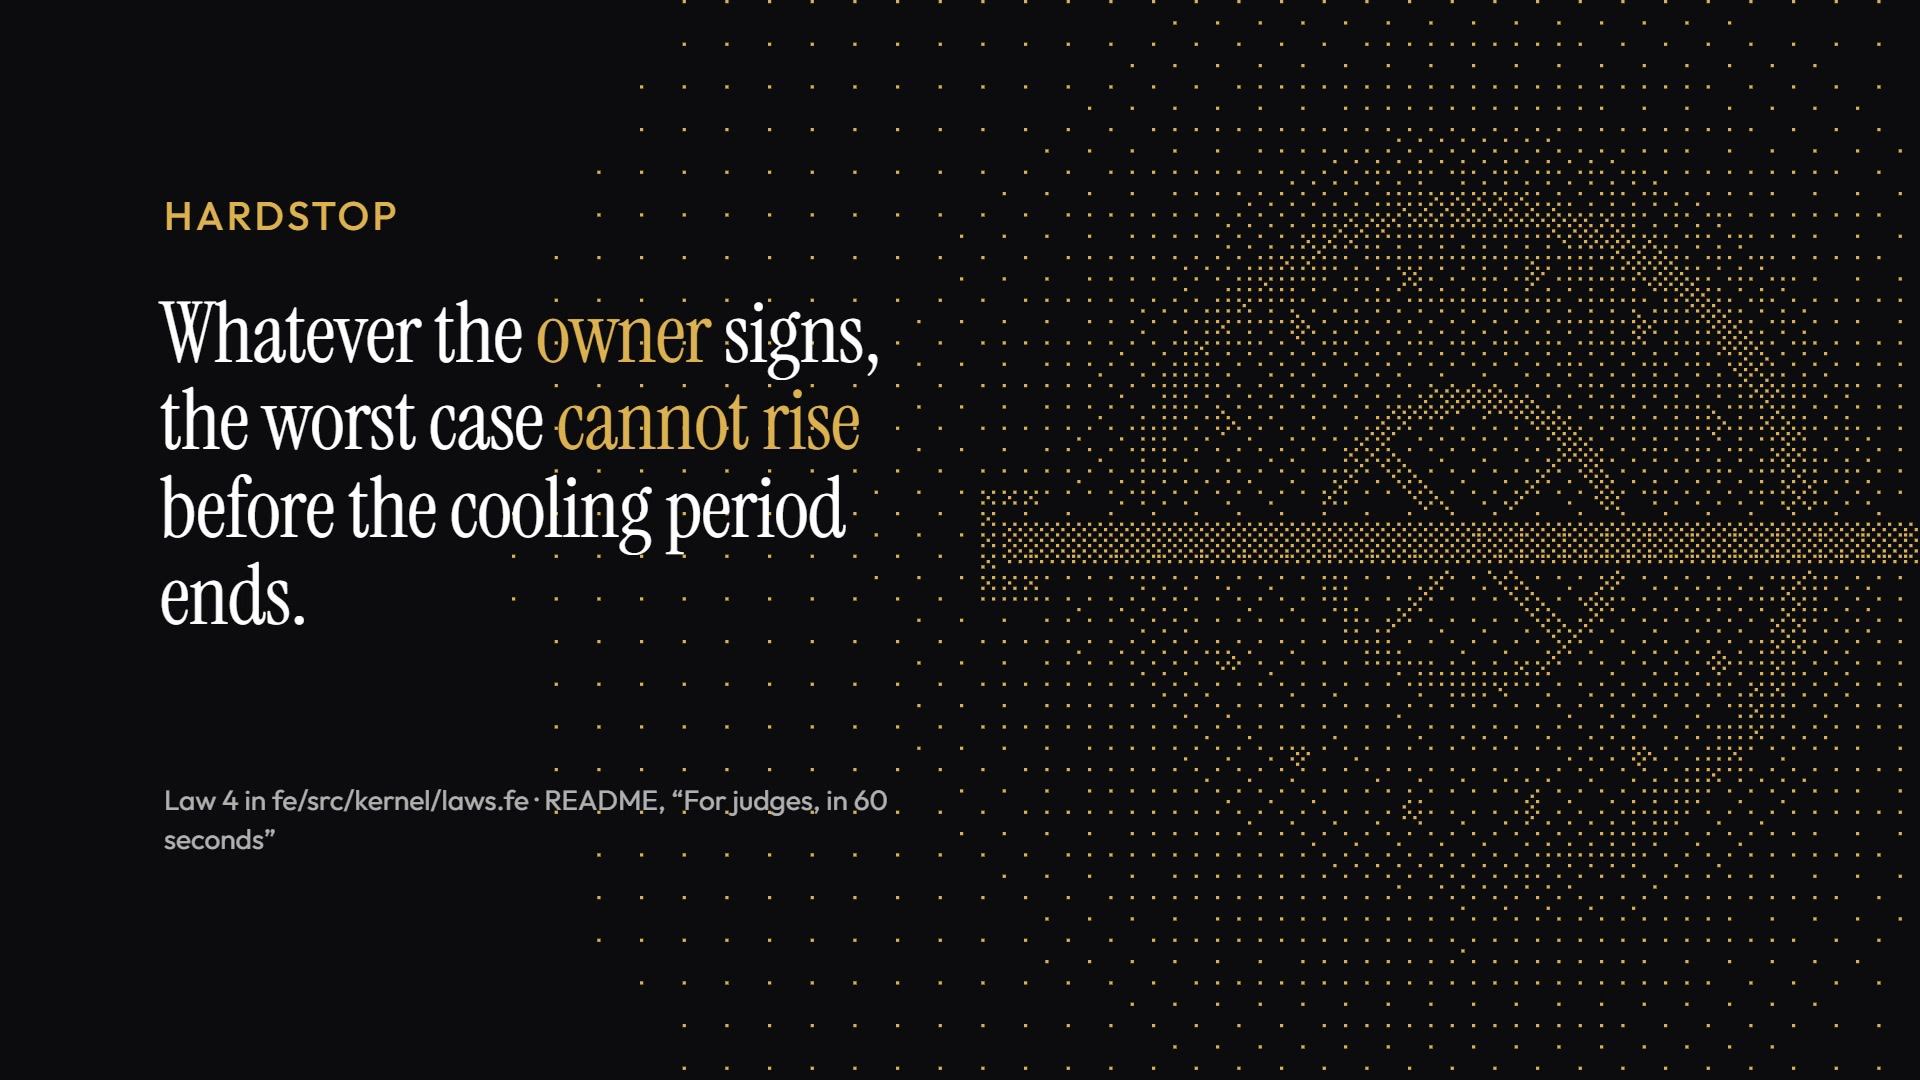 HARDSTOP
Whatever the owner signs,
the worst case cannot rise
before the cooling period
ends.
Law 4 in fe/src/kernel/laws.fe · README, “For judges, in 60
seconds”